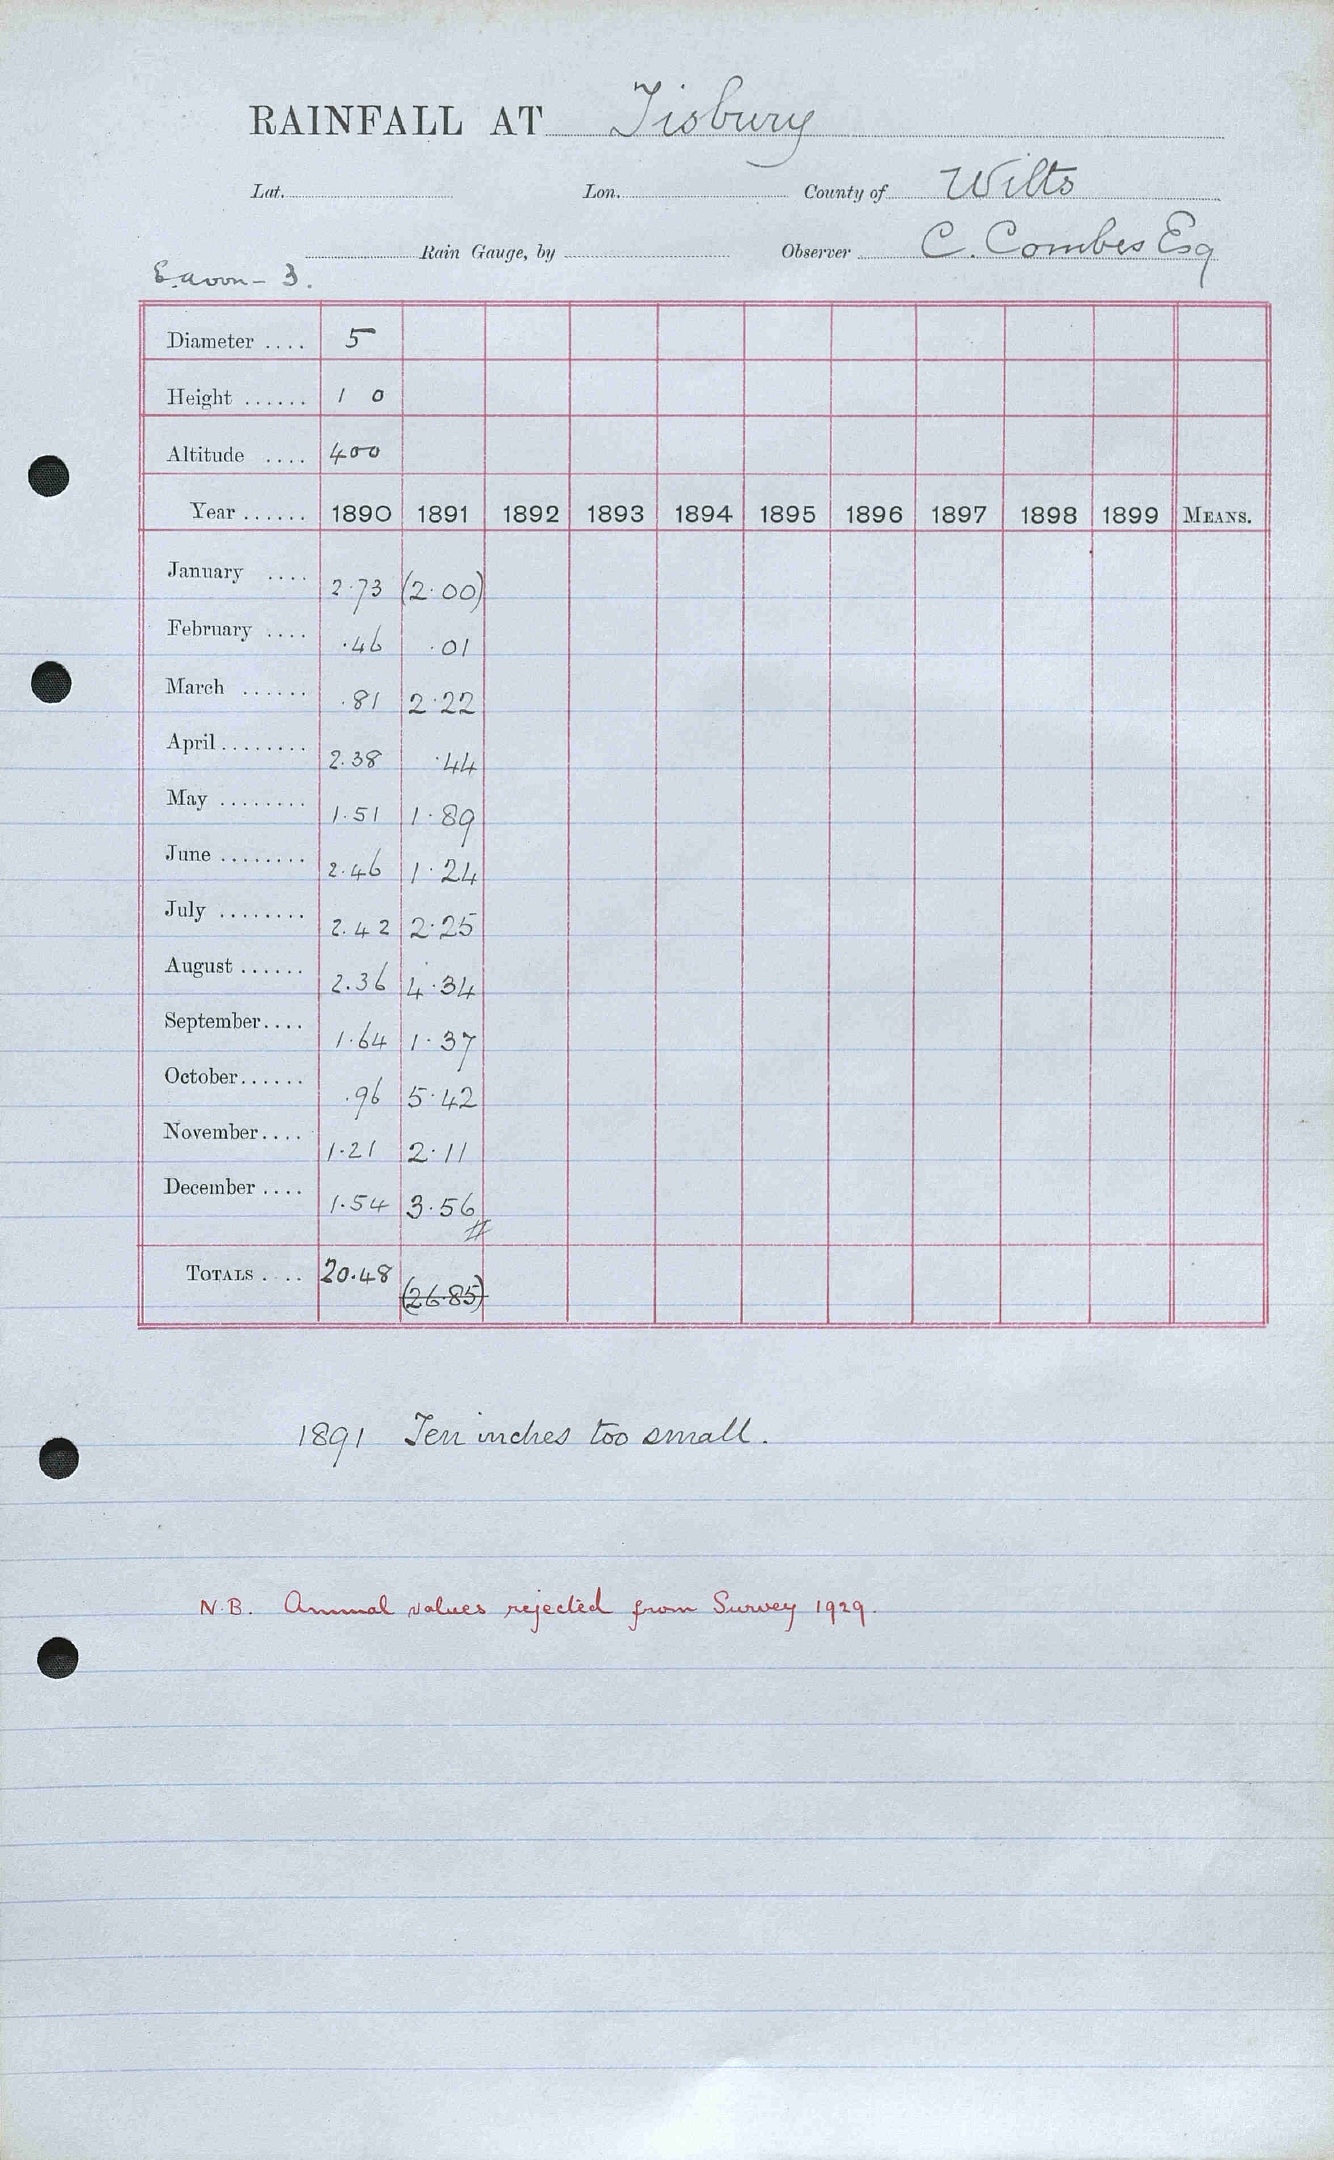 RAINFALL AT Tisbury
Lat. Lon. County of Wilts
Rain Gauge, by Observer C. Combes Esq
E. Avon - 3.
Diameter .... 5
Height ...... 1 0
Altitude .... 400
Year ...... 1890 1891 1892 1893 1894 1895 1896 1897 1898 1899 MEANS.
January .... 2.73 (2.00)
February .... .46 .01
March ...... .81 2.22
April ........ 2.38 .44
May ........ 1.51 1.89
June ........ 2.46 1.24
July ........ 2.42 2.25
August ...... 2.36 4.34
September.... 1.64 1.37
October...... .96 5.42
November.... 1.21 2.11
December .... 1.54 3.56
#
TOTALS .... 20.48 (26.85)
1891 Ten inches too small.
N.B. Annual values rejected from Survey 1929.